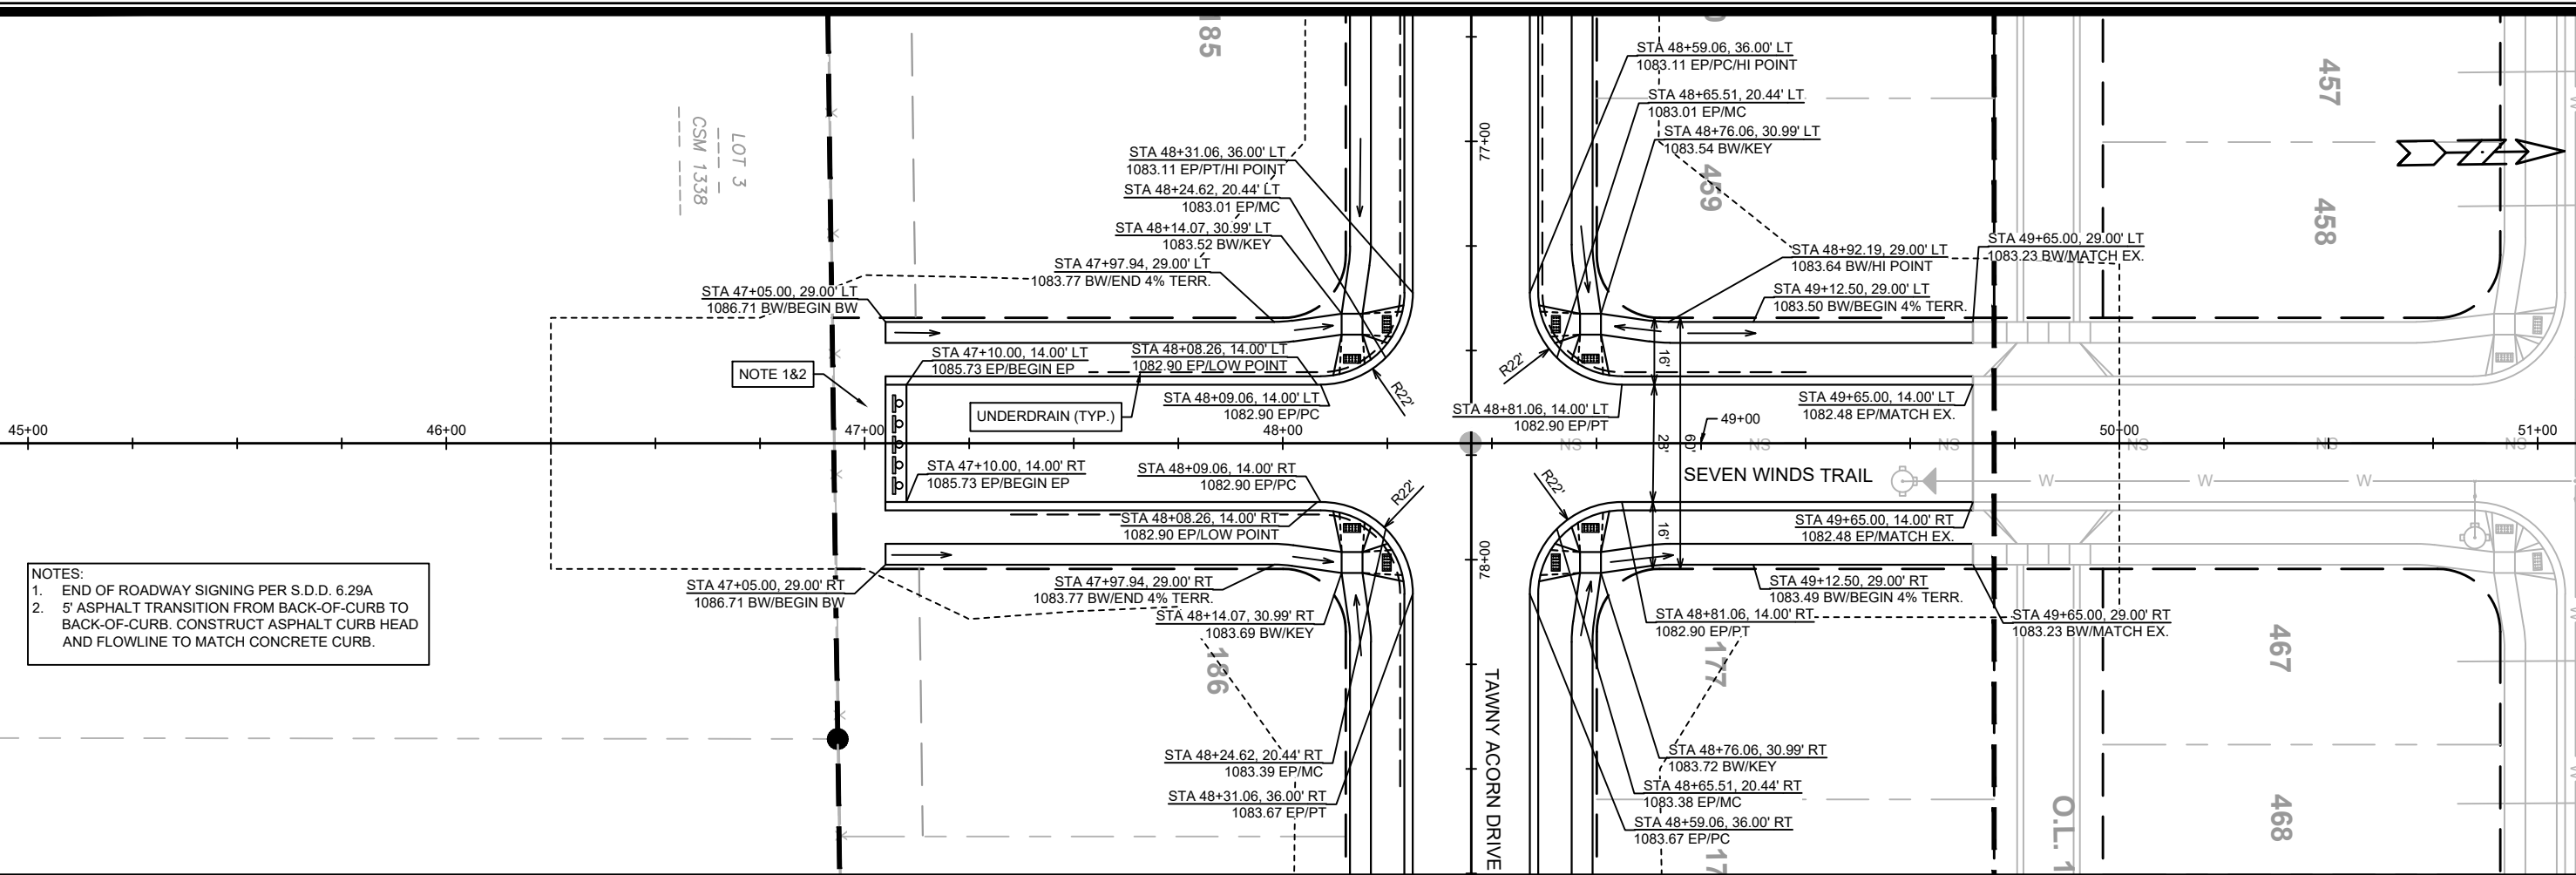 185
LOT 3
CSM 1338
STA 48+31.06, 36.00' LT
1083.11 EP/PT/HI POINT
STA 48+24.62, 20.44' LT
1083.01 EP/MC
STA 48+14.07, 30.99' LT
1083.52 BW/KEY
STA 47+97.94, 29.00' LT
1083.77 BW/END 4% TERR.
STA 47+05.00, 29.00' LT
1086.71 BW/BEGIN BW
STA 47+10.00, 14.00' LT
1085.73 EP/BEGIN EP
STA 48+08.26, 14.00' LT
1082.90 EP/LOW POINT
STA 48+09.06, 14.00' LT
1082.90 EP/PC
NOTE 1&2
UNDERDRAIN (TYP.)
R22'
77+00
STA 48+59.06, 36.00' LT
1083.11 EP/PC/HI POINT
STA 48+65.51, 20.44' LT
1083.01 EP/MC
STA 48+76.06, 30.99' LT
1083.54 BW/KEY
459
STA 48+92.19, 29.00' LT
1083.64 BW/HI POINT
STA 49+65.00, 29.00' LT
1083.23 BW/MATCH EX.
STA 49+12.50, 29.00' LT
1083.50 BW/BEGIN 4% TERR.
R22'
16'
STA 48+81.06, 14.00' LT
1082.90 EP/PT
STA 49+65.00, 14.00' LT
1082.48 EP/MATCH EX.
457
458
45+00
46+00
47+00
48+00
49+00
50+00
51+00
28'
60'
NS
NS
NS
NS
NS
NS
SEVEN WINDS TRAIL
W
W
W
STA 47+10.00, 14.00' RT
1085.73 EP/BEGIN EP
STA 48+09.06, 14.00' RT
1082.90 EP/PC
STA 48+08.26, 14.00' RT
1082.90 EP/LOW POINT
R22'
R22'
16'
STA 49+65.00, 14.00' RT
1082.48 EP/MATCH EX.
78+00
STA 47+05.00, 29.00' RT
1086.71 BW/BEGIN BW
STA 47+97.94, 29.00' RT
1083.77 BW/END 4% TERR.
STA 48+14.07, 30.99' RT
1083.69 BW/KEY
186
STA 49+12.50, 29.00' RT
1083.49 BW/BEGIN 4% TERR.
STA 48+81.06, 14.00' RT
1082.90 EP/PT
STA 49+65.00, 29.00' RT
1083.23 BW/MATCH EX.
177
467
NOTES:
1. END OF ROADWAY SIGNING PER S.D.D. 6.29A
2. 5' ASPHALT TRANSITION FROM BACK-OF-CURB TO
BACK-OF-CURB. CONSTRUCT ASPHALT CURB HEAD
AND FLOWLINE TO MATCH CONCRETE CURB.
STA 48+24.62, 20.44' RT
1083.39 EP/MC
STA 48+31.06, 36.00' RT
1083.67 EP/PT
TAWNY ACORN DRIVE
STA 48+76.06, 30.99' RT
1083.72 BW/KEY
STA 48+65.51, 20.44' RT
1083.38 EP/MC
STA 48+59.06, 36.00' RT
1083.67 EP/PC
O.L. 1
468